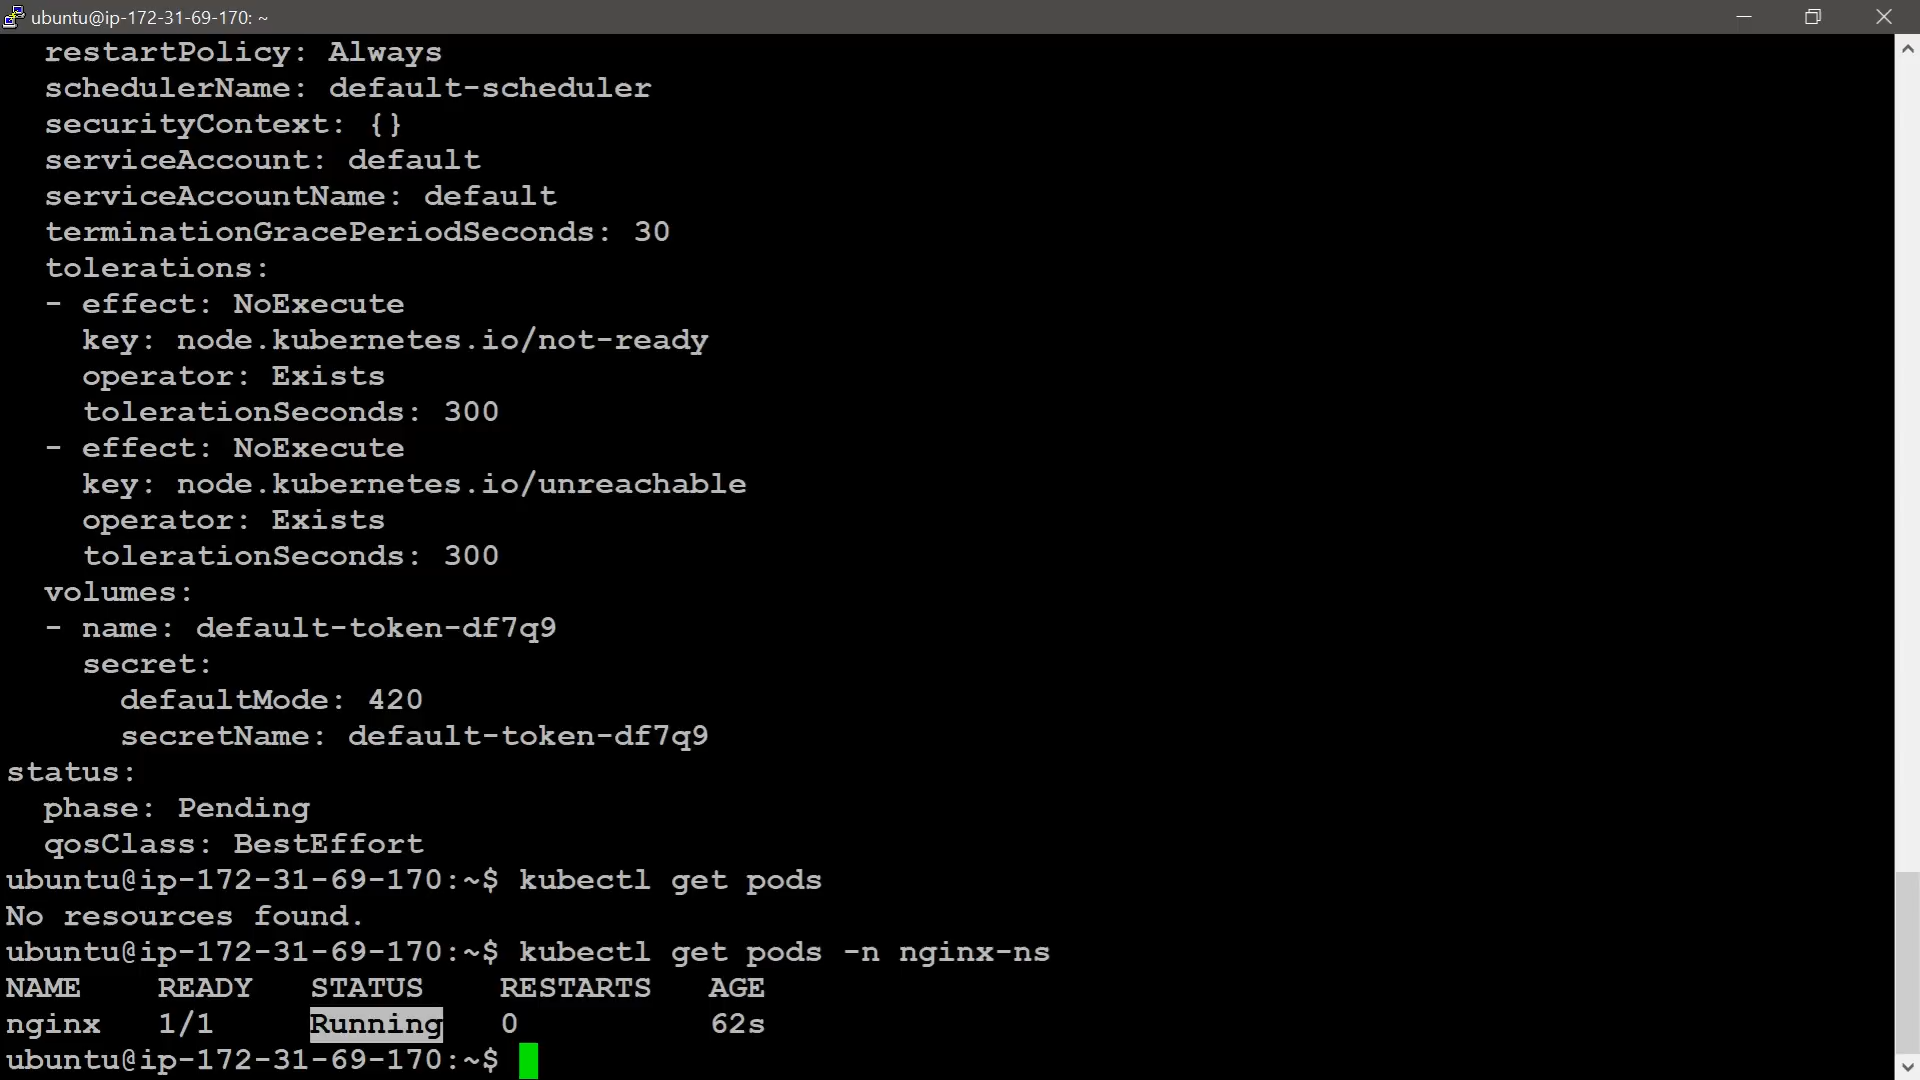 ubuntu@ip-172-31-69-170: ~
  restartPolicy: Always
  schedulerName: default-scheduler
  securityContext: {}
  serviceAccount: default
  serviceAccountName: default
  terminationGracePeriodSeconds: 30
  tolerations:
  - effect: NoExecute
    key: node.kubernetes.io/not-ready
    operator: Exists
    tolerationSeconds: 300
  - effect: NoExecute
    key: node.kubernetes.io/unreachable
    operator: Exists
    tolerationSeconds: 300
  volumes:
  - name: default-token-df7q9
    secret:
      defaultMode: 420
      secretName: default-token-df7q9
status:
  phase: Pending
  qosClass: BestEffort
ubuntu@ip-172-31-69-170:~$ kubectl get pods
No resources found.
ubuntu@ip-172-31-69-170:~$ kubectl get pods -n nginx-ns
NAME    READY   STATUS    RESTARTS   AGE
nginx   1/1     Running   0          62s
ubuntu@ip-172-31-69-170:~$